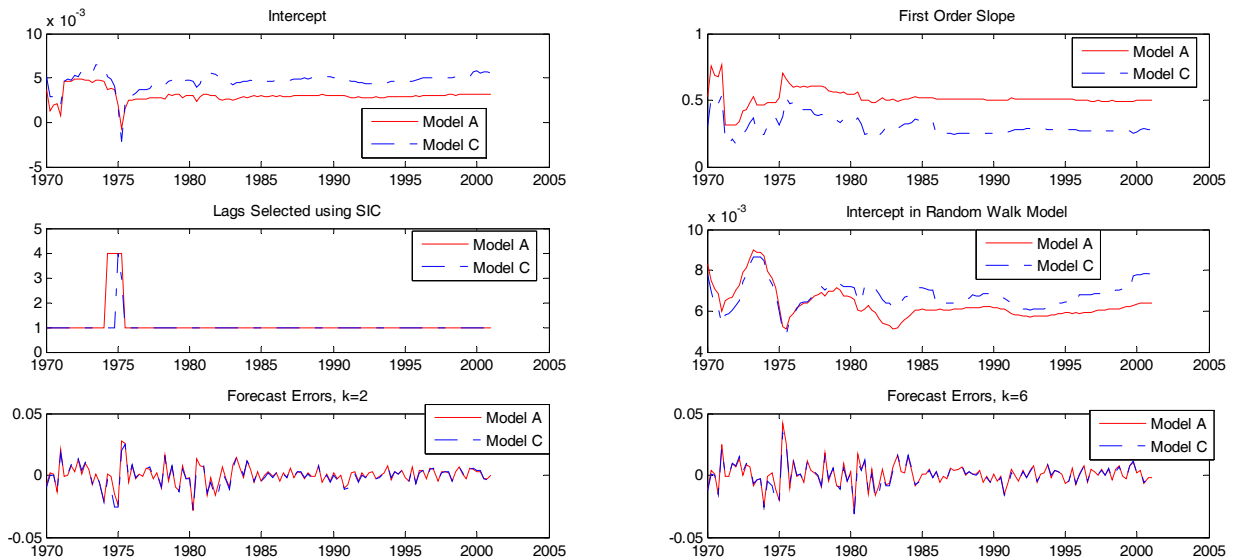 Intercept
x 10⁻³
10
5
0
-5
Model A
Model C
1970 1975 1980 1985 1990 1995 2000 2005
First Order Slope
1
0.5
0
Model A
Model C
1970 1975 1980 1985 1990 1995 2000 2005
Lags Selected using SIC
5
4
3
2
1
0
Model A
Model C
1970 1975 1980 1985 1990 1995 2000 2005
Intercept in Random Walk Model
x 10⁻³
10
8
6
4
Model A
Model C
1970 1975 1980 1985 1990 1995 2000 2005
Forecast Errors, k=2
0.05
0
-0.05
Model A
Model C
1970 1975 1980 1985 1990 1995 2000 2005
Forecast Errors, k=6
0.05
0
-0.05
Model A
Model C
1970 1975 1980 1985 1990 1995 2000 2005